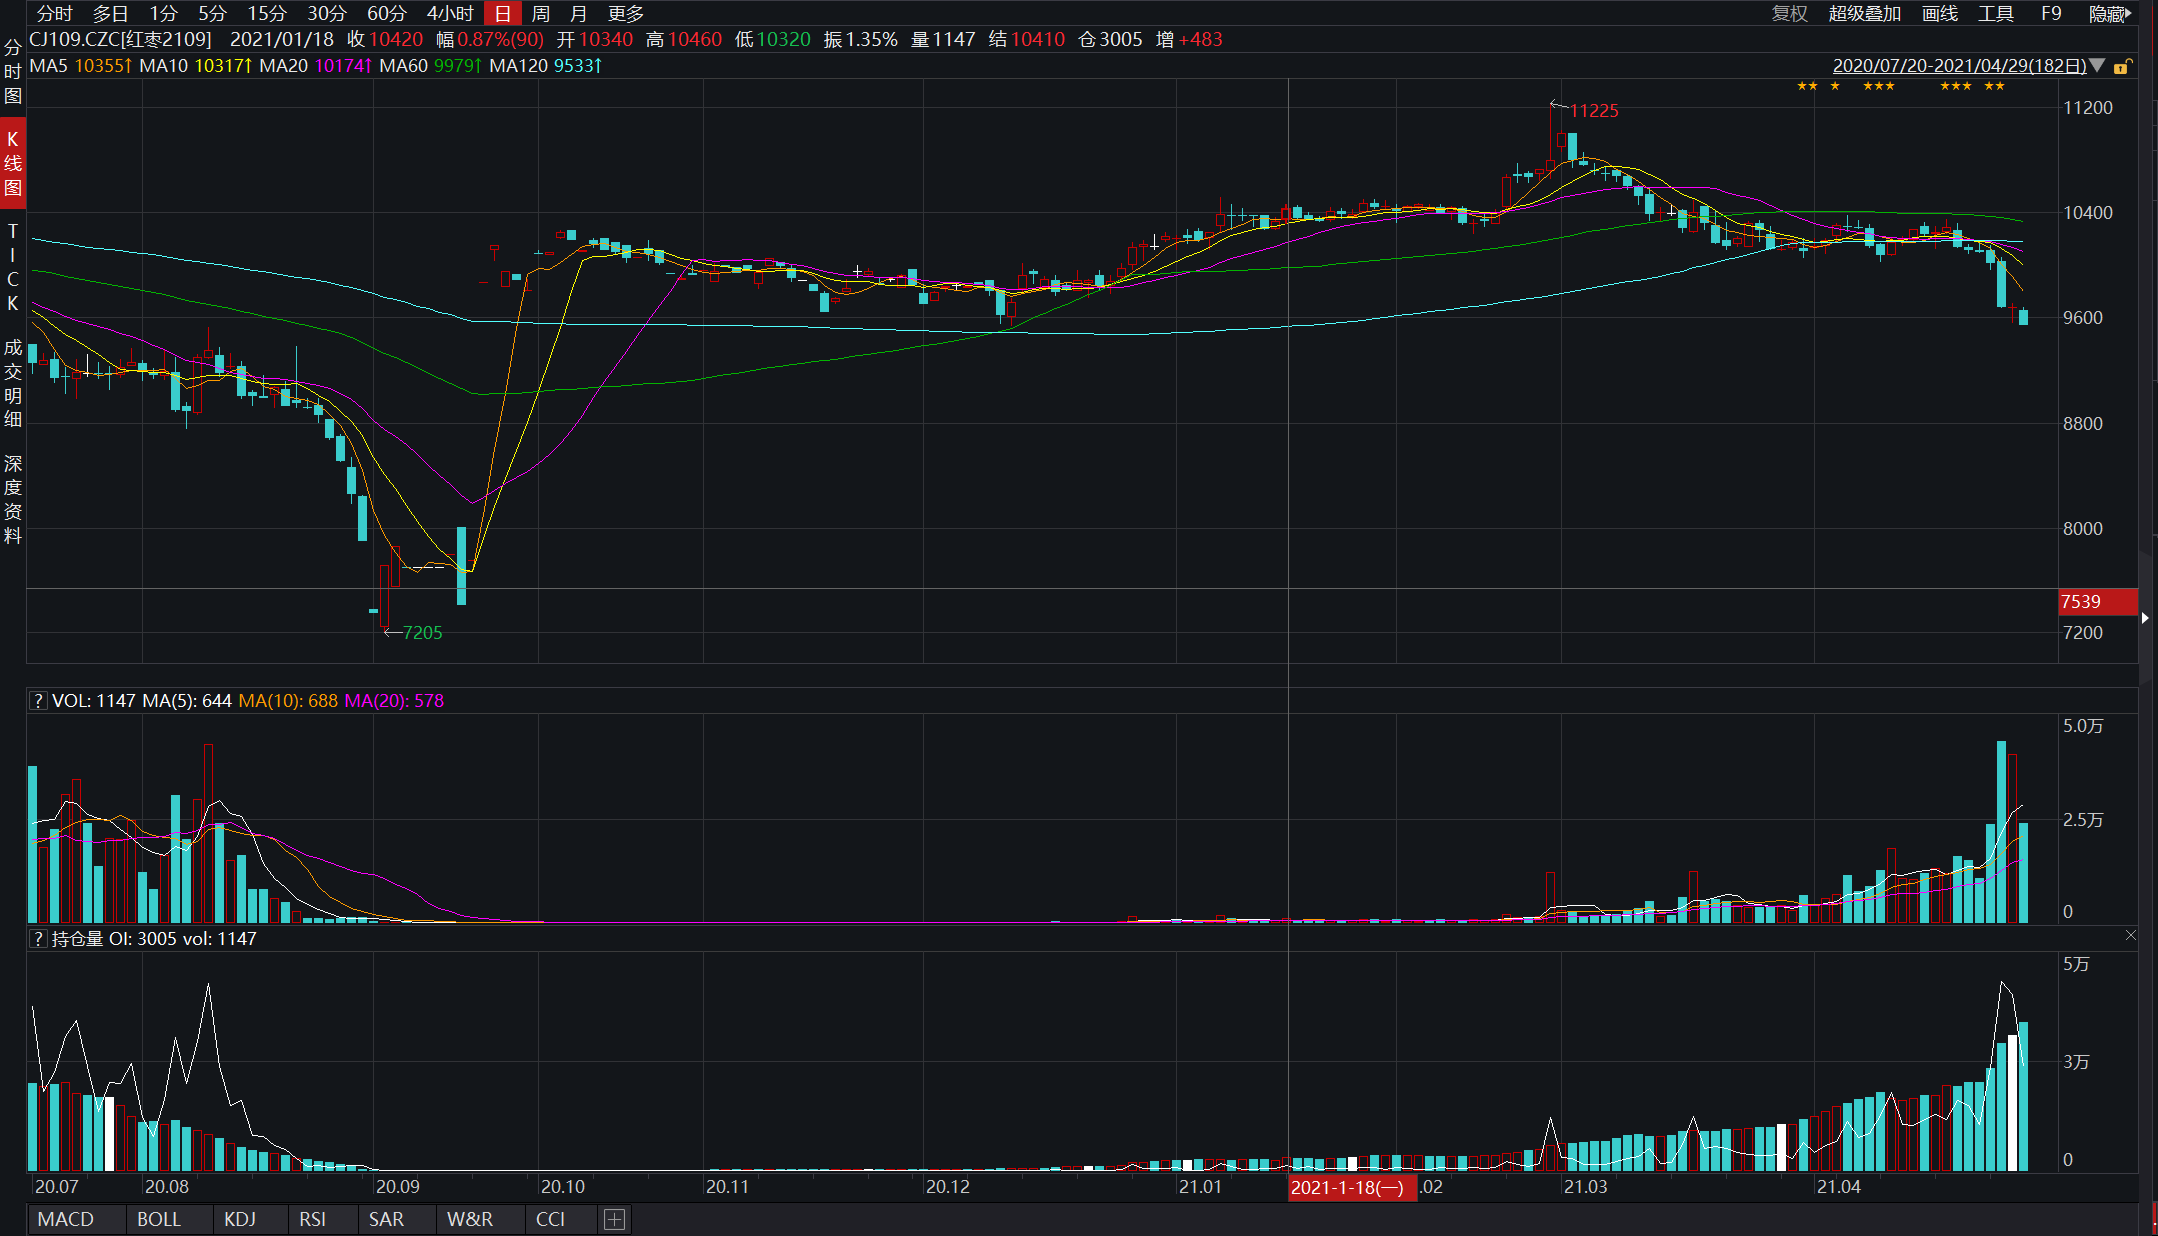 分时 多日 1分 5分 15分 30分 60分 4小时 日 周 月 更多 复权 超级叠加 画线 工具 F9 隐藏
CJ109.CZC[红枣2109] 2021/01/18 收10420 幅0.87%(90) 开10340 高10460 低10320 振1.35% 量1147 结10410 仓3005 增+483
MA5 10355↑ MA10 10317↑ MA20 10174↑ MA60 9979↑ MA120 9533↑ 2020/07/20-2021/04/29(182日)
分时图
K线图
TICK
成交明细
深度资料
★★ ★ ★★★ ★★★ ★★
11225
7205
11200
10400
9600
8800
8000
7539
7200
? VOL: 1147 MA(5): 644 MA(10): 688 MA(20): 578
5.0万
2.5万
0
? 持仓量 OI: 3005 vol: 1147
5万
3万
0
20.07 20.08 20.09 20.10 20.11 20.12 21.01 2021-1-18(一) .02 21.03 21.04
MACD BOLL KDJ RSI SAR W&R CCI